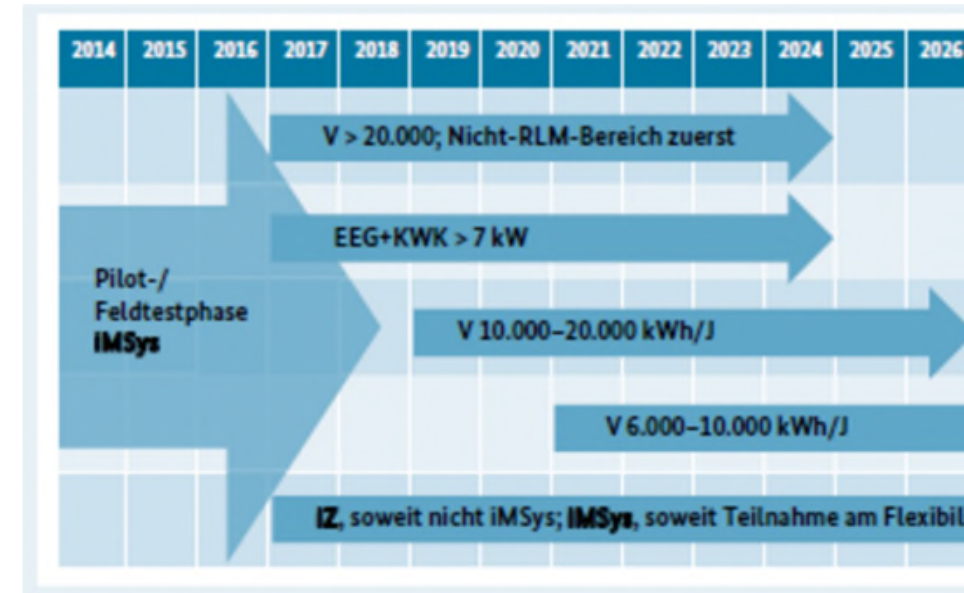 2014 2015 2016 2017 2018 2019 2020 2021 2022 2023 2024 2025 2026
V > 20.000; Nicht-RLM-Bereich zuerst
EEG+KWK > 7 kW
Pilot-/
Feldtestphase
iMSys
V 10.000–20.000 kWh/J
V 6.000–10.000 kWh/J
IZ, soweit nicht iMSys; IMSys, soweit Teilnahme am Flexibil